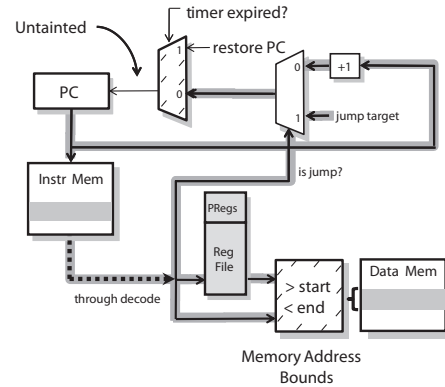 timer expired?
Untainted
1
restore PC
0
+1
PC
0
1
jump target
Instr Mem
is jump?
PRegs
Reg
File
through decode
> start
< end
Data Mem
Memory Address
Bounds